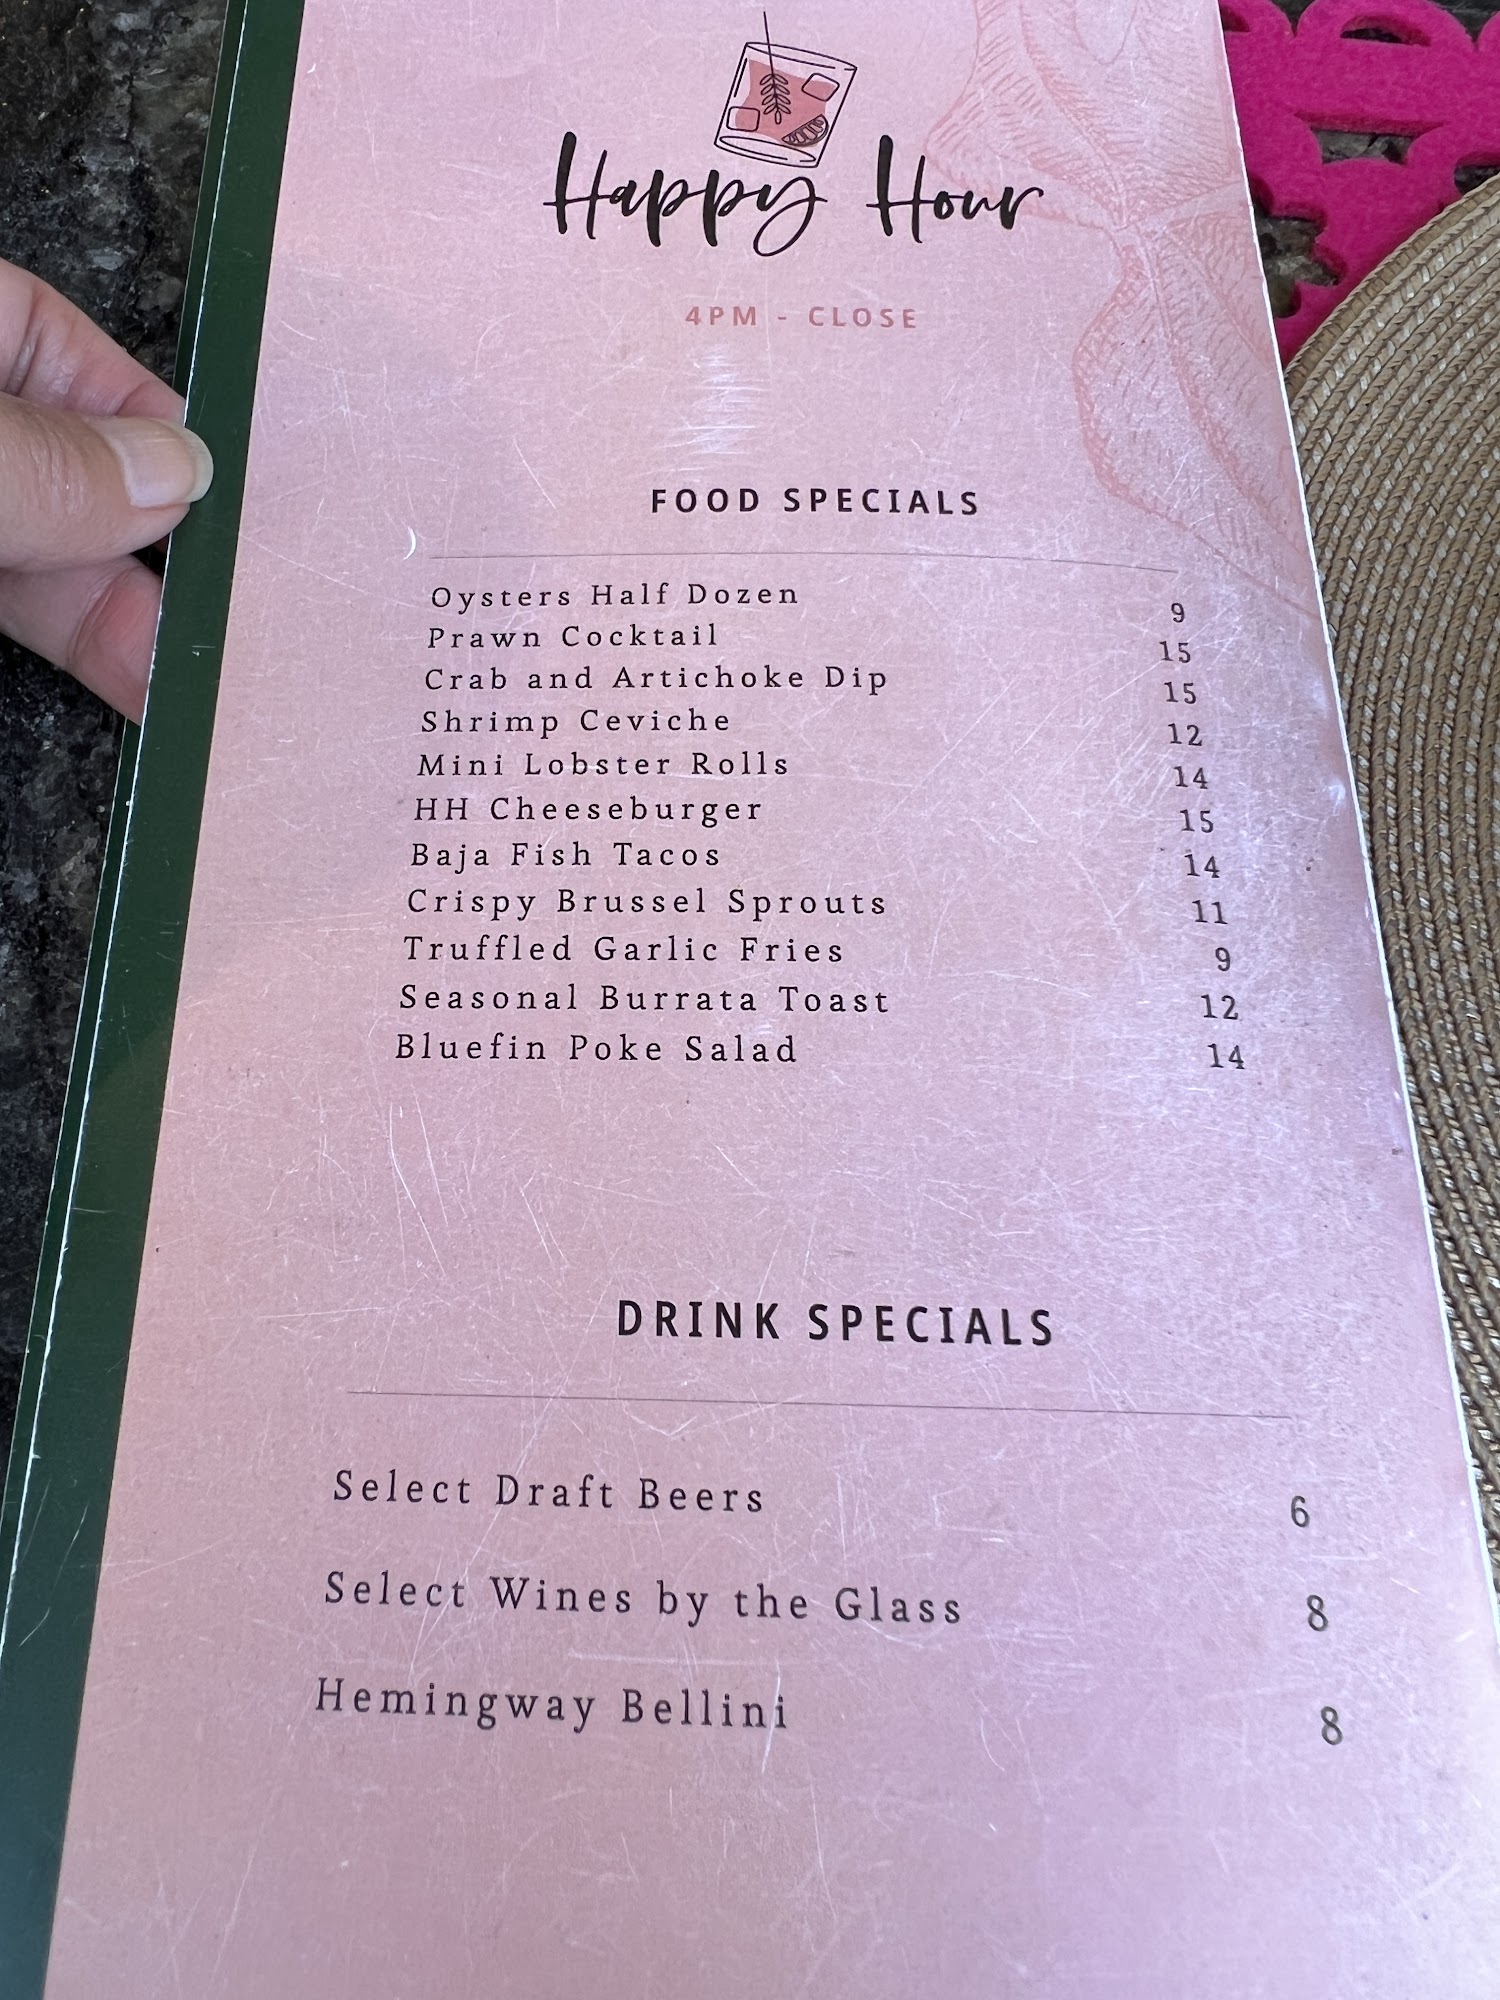 Happy Hour
4PM - CLOSE
FOOD SPECIALS
Oysters Half Dozen 9
Prawn Cocktail 15
Crab and Artichoke Dip 15
Shrimp Ceviche 12
Mini Lobster Rolls 14
HH Cheeseburger 15
Baja Fish Tacos 14
Crispy Brussel Sprouts 11
Truffled Garlic Fries 9
Seasonal Burrata Toast 12
Bluefin Poke Salad 14
DRINK SPECIALS
Select Draft Beers 6
Select Wines by the Glass 8
Hemingway Bellini 8